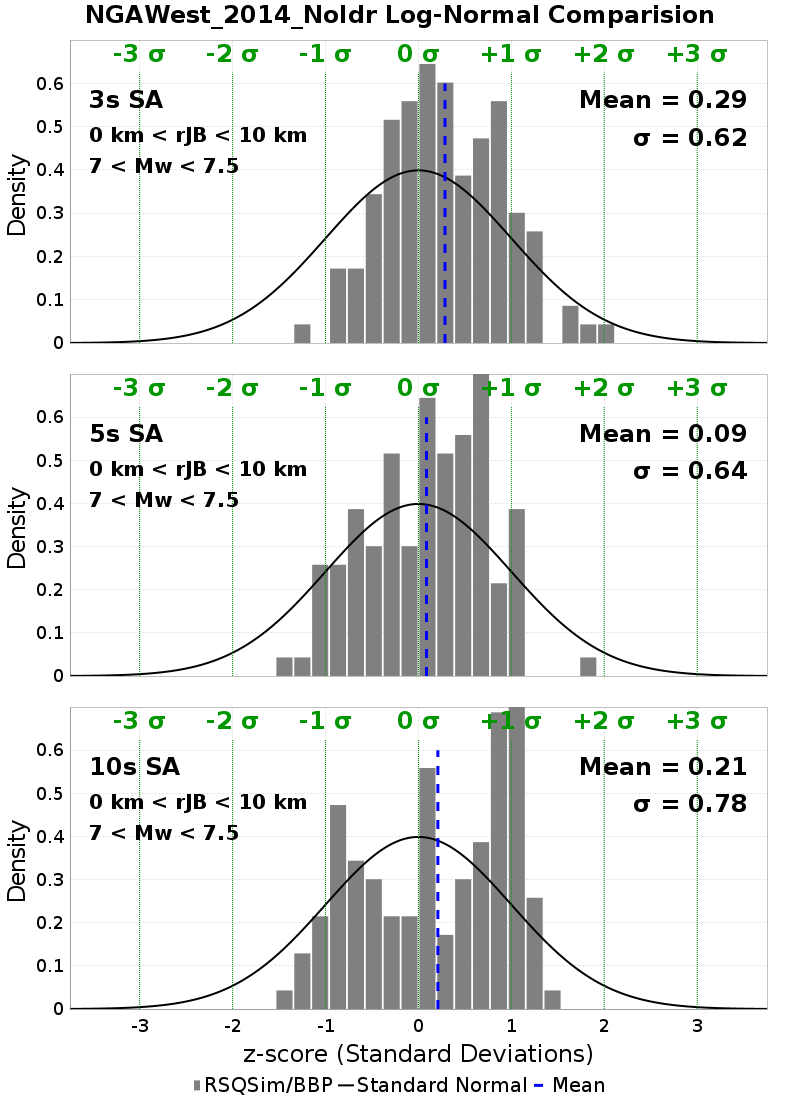 NGAWest_2014_NoIdr Log-Normal Comparision
-3 σ -2 σ -1 σ 0 σ +1 σ +2 σ +3 σ
3s SA
0 km < rJB < 10 km
7 < Mw < 7.5
Mean = 0.29
σ = 0.62
Density
0.6
0.5
0.4
0.3
0.2
0.1
0
-3 σ -2 σ -1 σ 0 σ +1 σ +2 σ +3 σ
5s SA
0 km < rJB < 10 km
7 < Mw < 7.5
Mean = 0.09
σ = 0.64
Density
0.6
0.5
0.4
0.3
0.2
0.1
0
-3 σ -2 σ -1 σ 0 σ +1 σ +2 σ +3 σ
10s SA
0 km < rJB < 10 km
7 < Mw < 7.5
Mean = 0.21
σ = 0.78
Density
0.6
0.5
0.4
0.3
0.2
0.1
0
-3 -2 -1 0 1 2 3
z-score (Standard Deviations)
RSQSim/BBP Standard Normal Mean